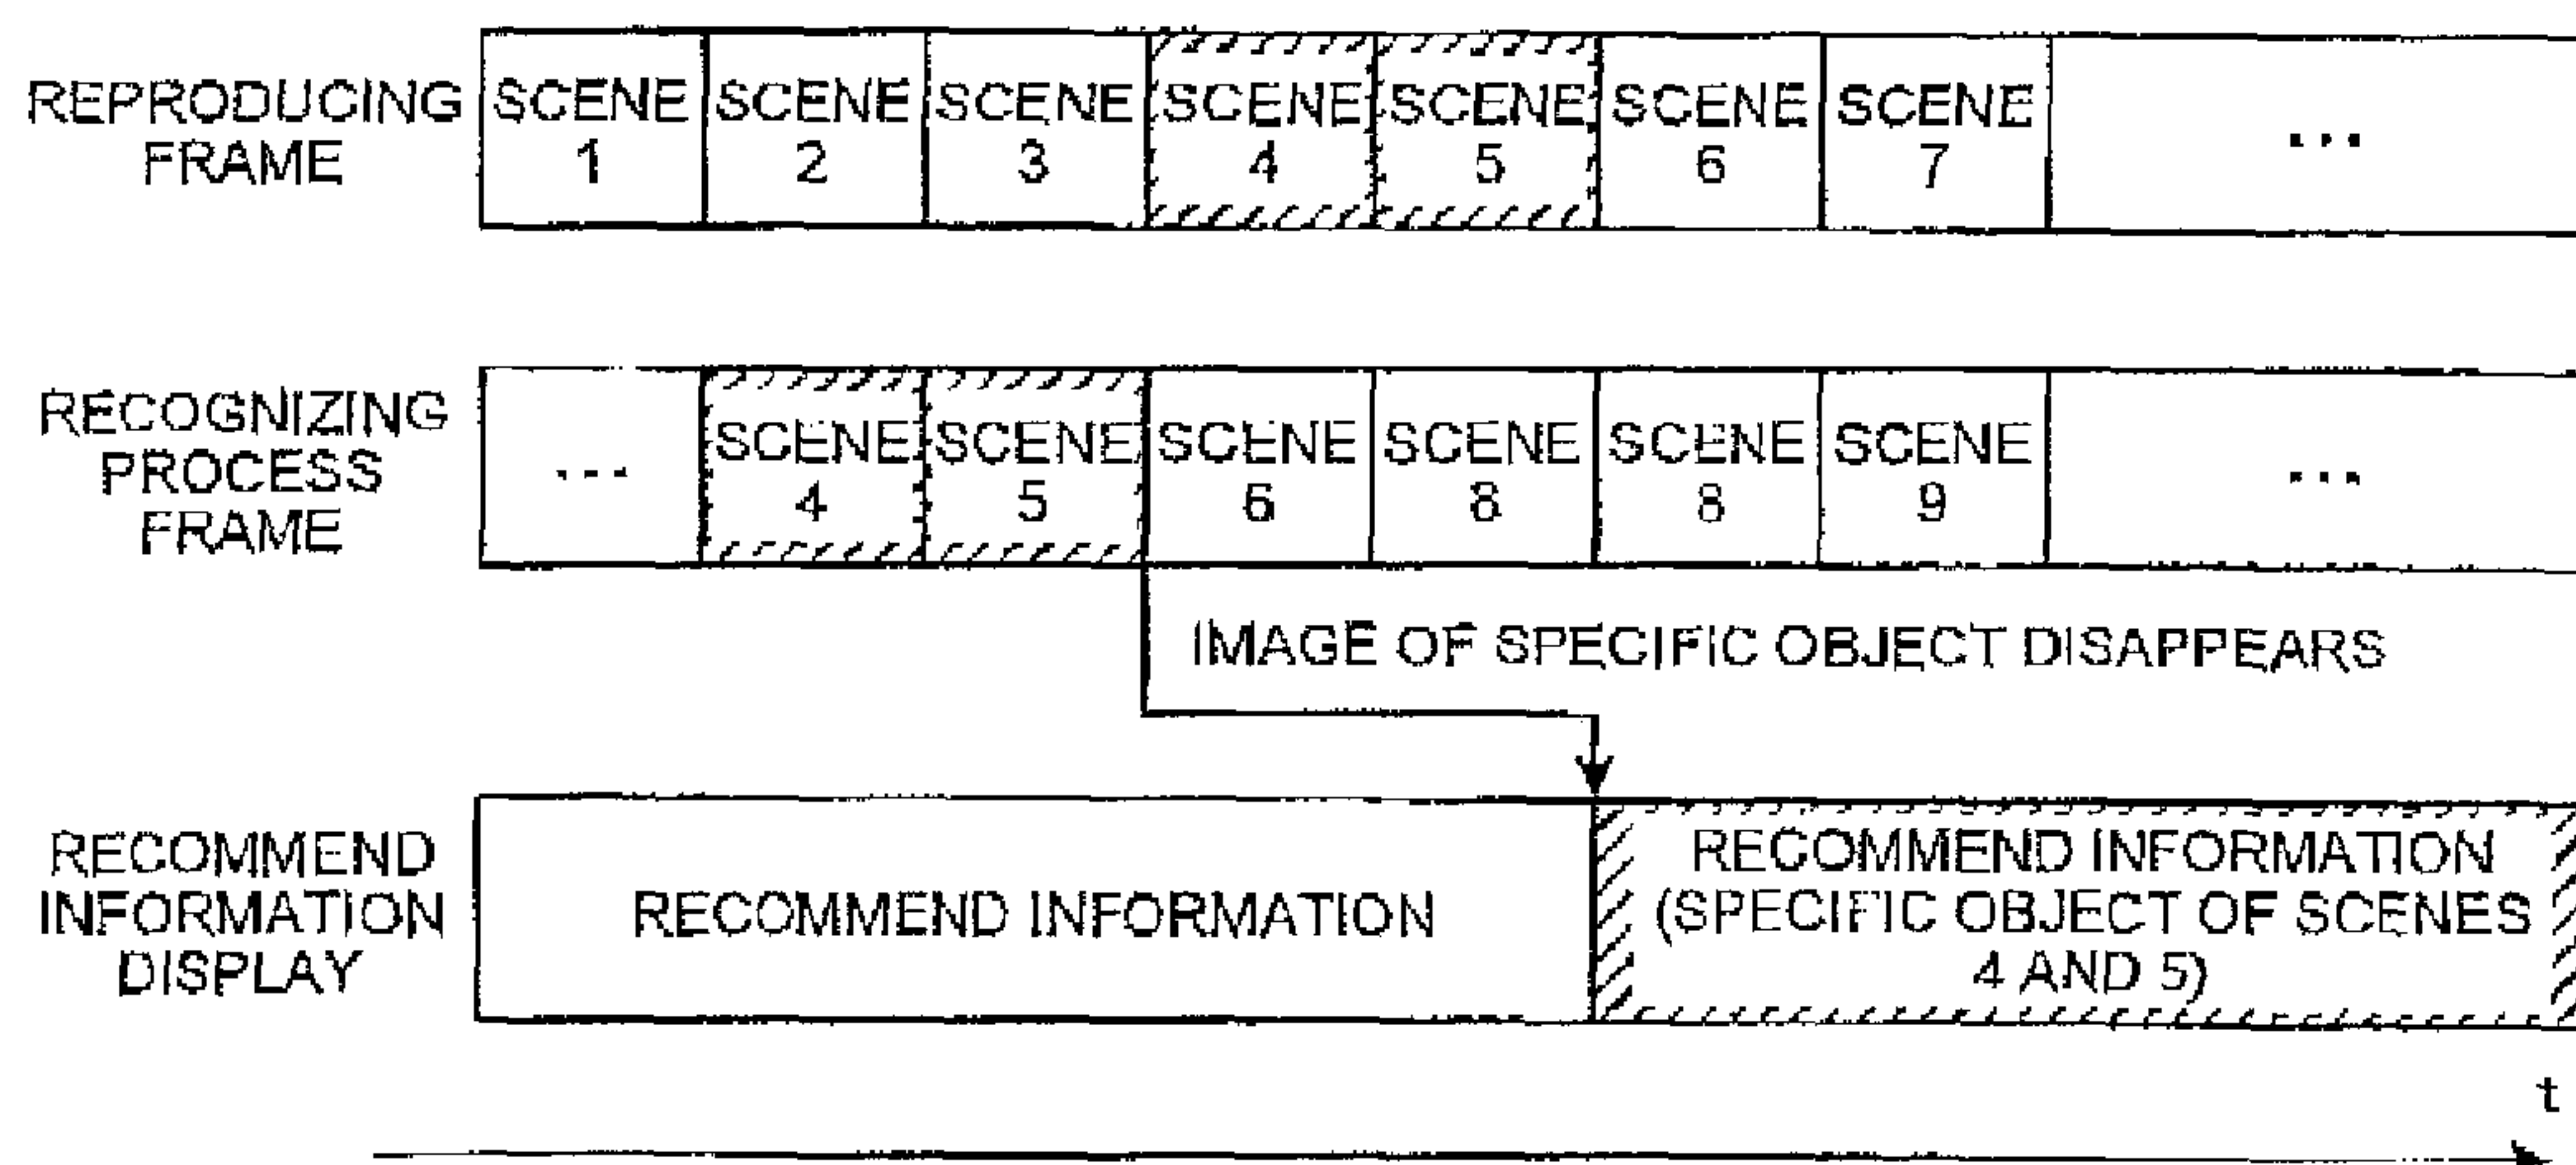 REPRODUCING
FRAME
SCENE
1
SCENE
2
SCENE
3
SCENE
4
SCENE
5
SCENE
6
SCENE
7
...
RECOGNIZING
PROCESS
FRAME
...
SCENE
4
SCENE
5
SCENE
6
SCENE
8
SCENE
8
SCENE
9
...
IMAGE OF SPECIFIC OBJECT DISAPPEARS
RECOMMEND
INFORMATION
DISPLAY
RECOMMEND INFORMATION
RECOMMEND INFORMATION
(SPECIFIC OBJECT OF SCENES
4 AND 5)
t